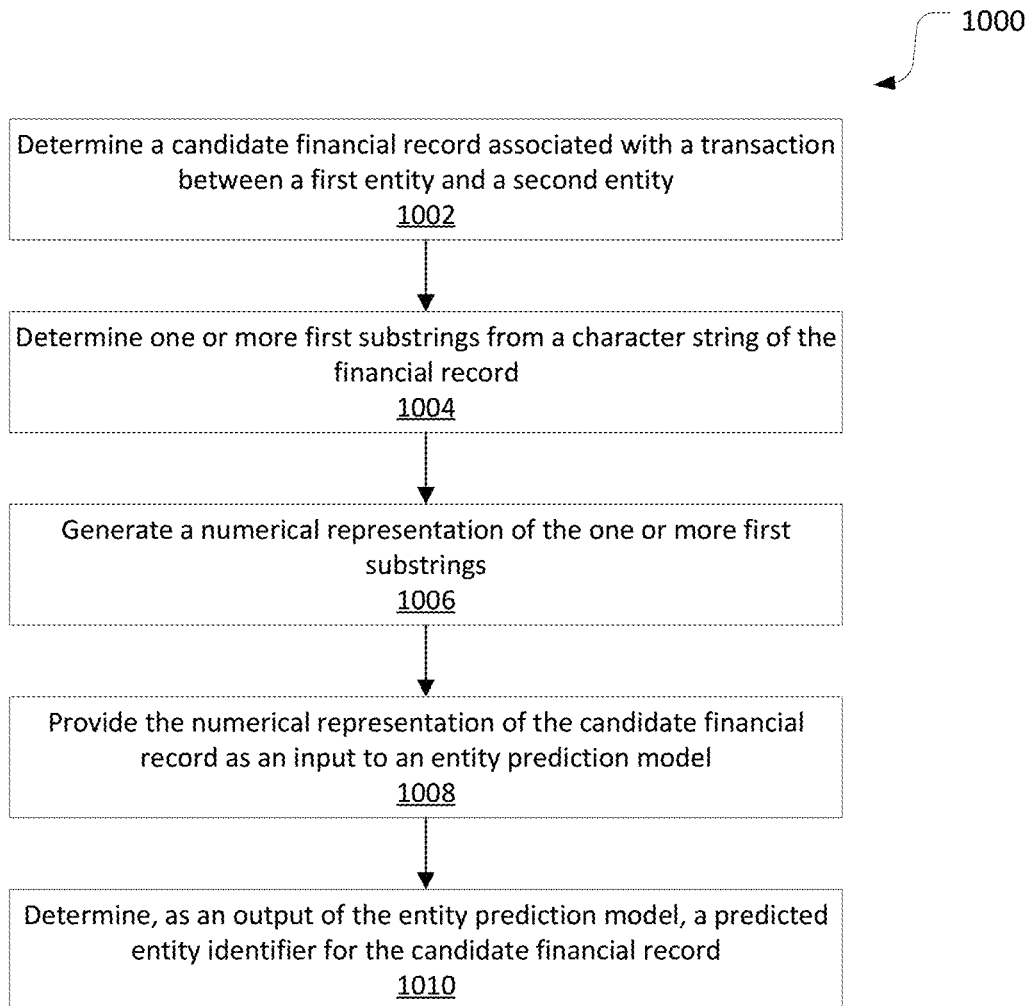 1000
Determine a candidate financial record associated with a transaction
between a first entity and a second entity
1002
Determine one or more first substrings from a character string of the
financial record
1004
Generate a numerical representation of the one or more first
substrings
1006
Provide the numerical representation of the candidate financial
record as an input to an entity prediction model
1008
Determine, as an output of the entity prediction model, a predicted
entity identifier for the candidate financial record
1010